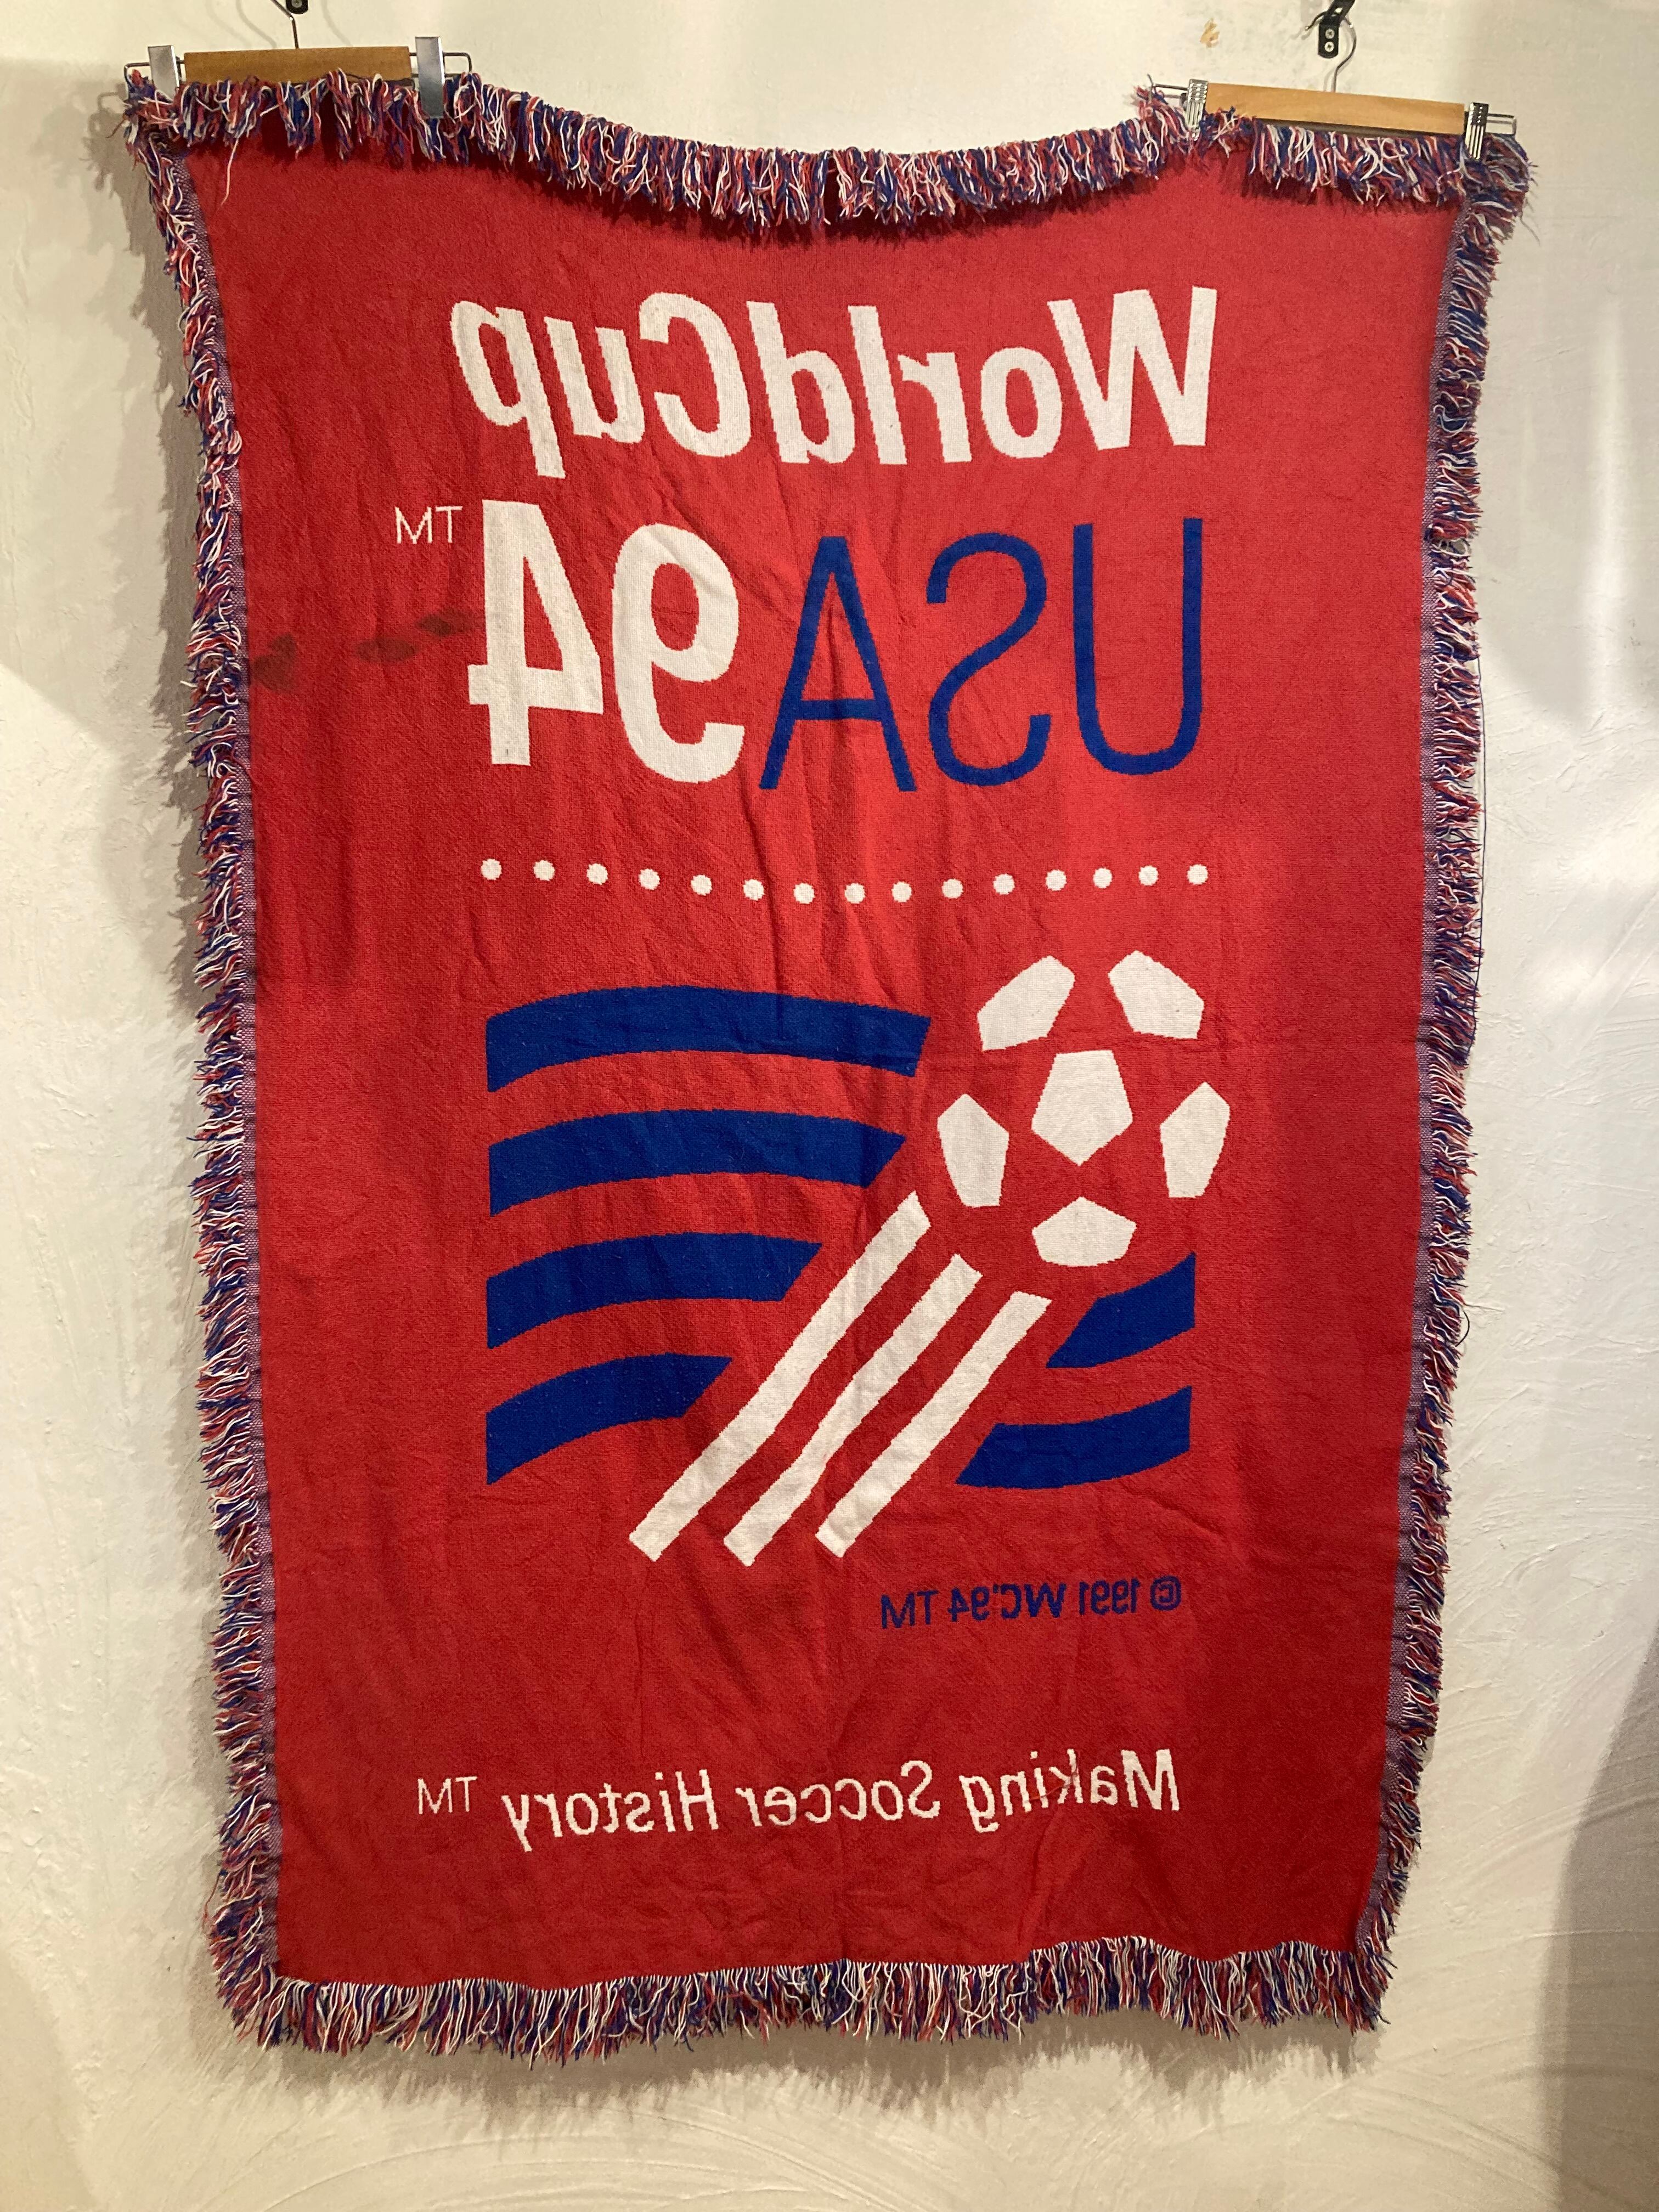 WorldCup
USA94 TM
© 1991 WC'94 TM
Making Soccer History TM